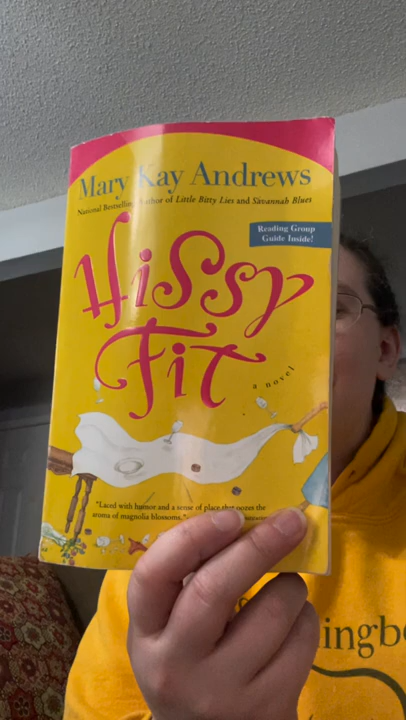 Mary Kay Andrews
National Bestselling Author of Little Bitty Lies and Savannah Blues
Reading Group
Guide Inside!
Hissy
Fit
a novel
"Laced with humor and a sense of place that oozes the
aroma of magnolia blossoms."
ingb